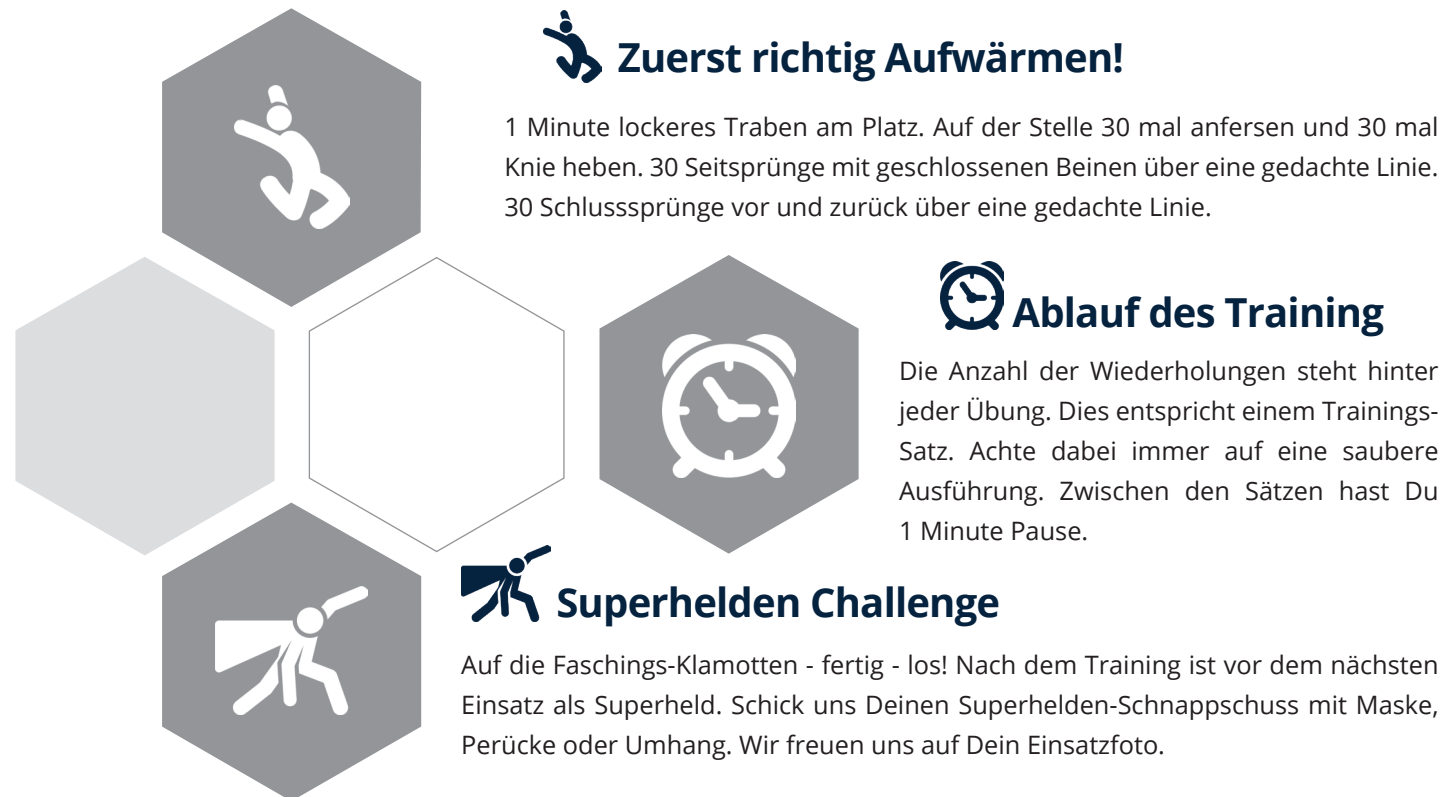 Zuerst richtig Aufwärmen!
1 Minute lockeres Traben am Platz. Auf der Stelle 30 mal anfersen und 30 mal
Knie heben. 30 Seitsprünge mit geschlossenen Beinen über eine gedachte Linie.
30 Schlusssprünge vor und zurück über eine gedachte Linie.
Ablauf des Training
Die Anzahl der Wiederholungen steht hinter
jeder Übung. Dies entspricht einem Trainings-
Satz. Achte dabei immer auf eine saubere
Ausführung. Zwischen den Sätzen hast Du
1 Minute Pause.
Superhelden Challenge
Auf die Faschings-Klamotten - fertig - los! Nach dem Training ist vor dem nächsten
Einsatz als Superheld. Schick uns Deinen Superhelden-Schnappschuss mit Maske,
Perücke oder Umhang. Wir freuen uns auf Dein Einsatzfoto.